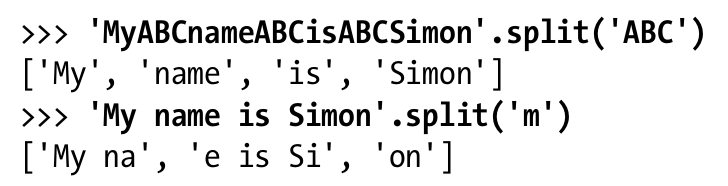 >>> 'MyABCnameABCisABCSimon'.split('ABC')
['My', 'name', 'is', 'Simon']
>>> 'My name is Simon'.split('m')
['My na', 'e is Si', 'on']